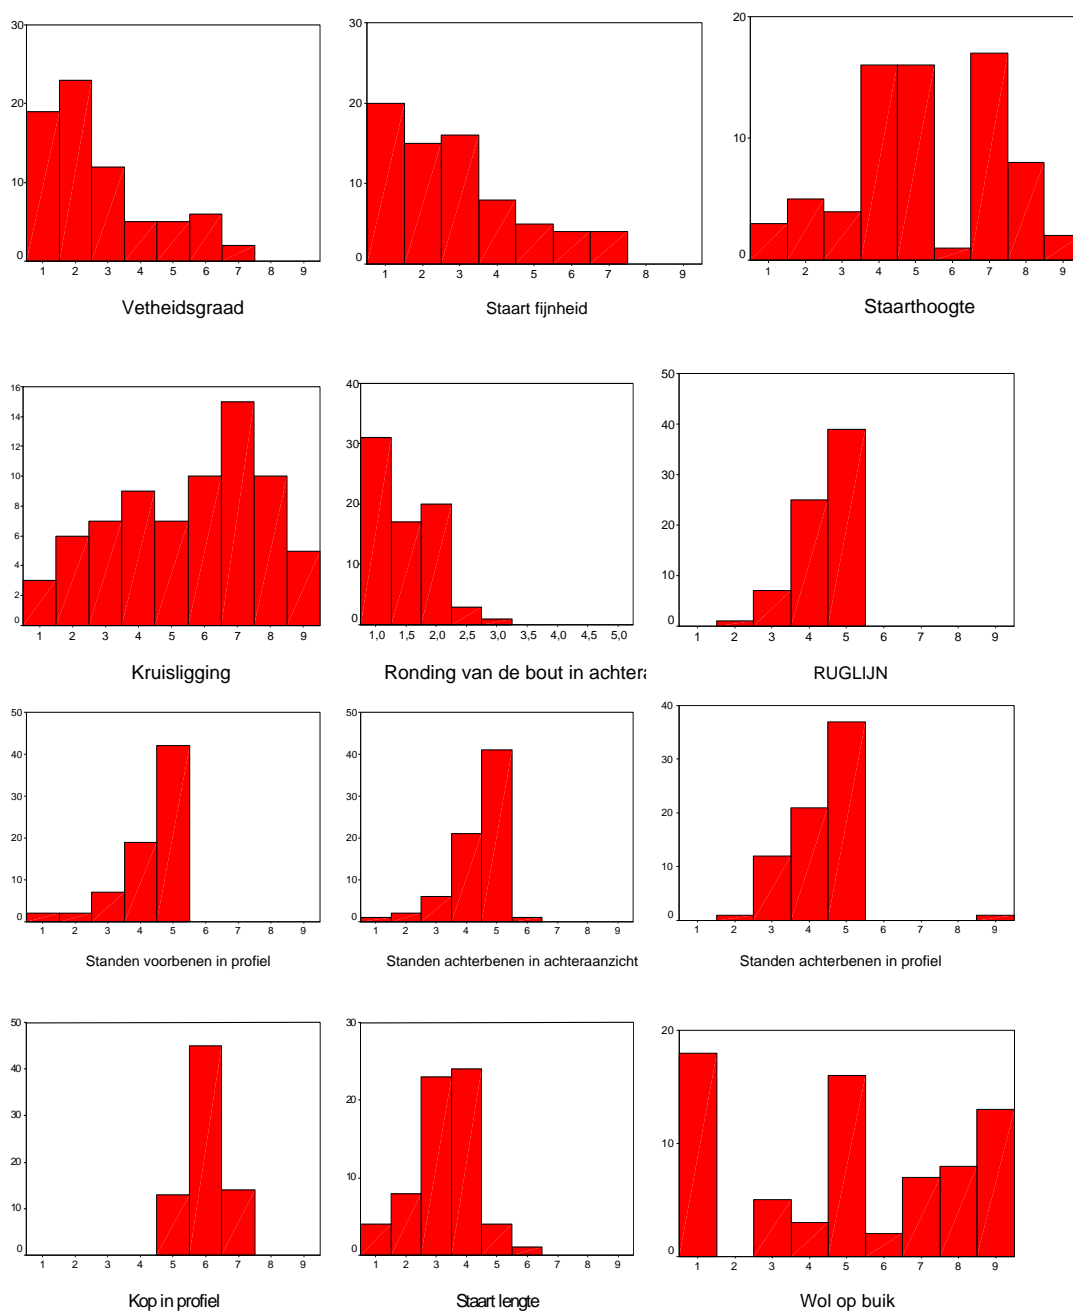 30
20
10
0
1 2 3 4 5 6 7 8 9
Vetheidsgraad
30
20
10
0
1 2 3 4 5 6 7 8 9
Staart fijnheid
20
10
0
1 2 3 4 5 6 7 8 9
Staarthoogte
16
14
12
10
8
6
4
2
0
1 2 3 4 5 6 7 8 9
Kruisligging
40
30
20
10
0
1,0 1,5 2,0 2,5 3,0 3,5 4,0 4,5 5,0
Ronding van de bout in achter
50
40
30
20
10
0
1 2 3 4 5 6 7 8 9
RUGLIJN
50
40
30
20
10
0
1 2 3 4 5 6 7 8 9
Standen voorbenen in profiel
50
40
30
20
10
0
1 2 3 4 5 6 7 8 9
Standen achterbenen in achteraanzicht
40
30
20
10
0
1 2 3 4 5 6 7 8 9
Standen achterbenen in profiel
50
40
30
20
10
0
1 2 3 4 5 6 7 8 9
Kop in profiel
30
20
10
0
1 2 3 4 5 6 7 8 9
Staart lengte
20
10
0
1 2 3 4 5 6 7 8 9
Wol op buik